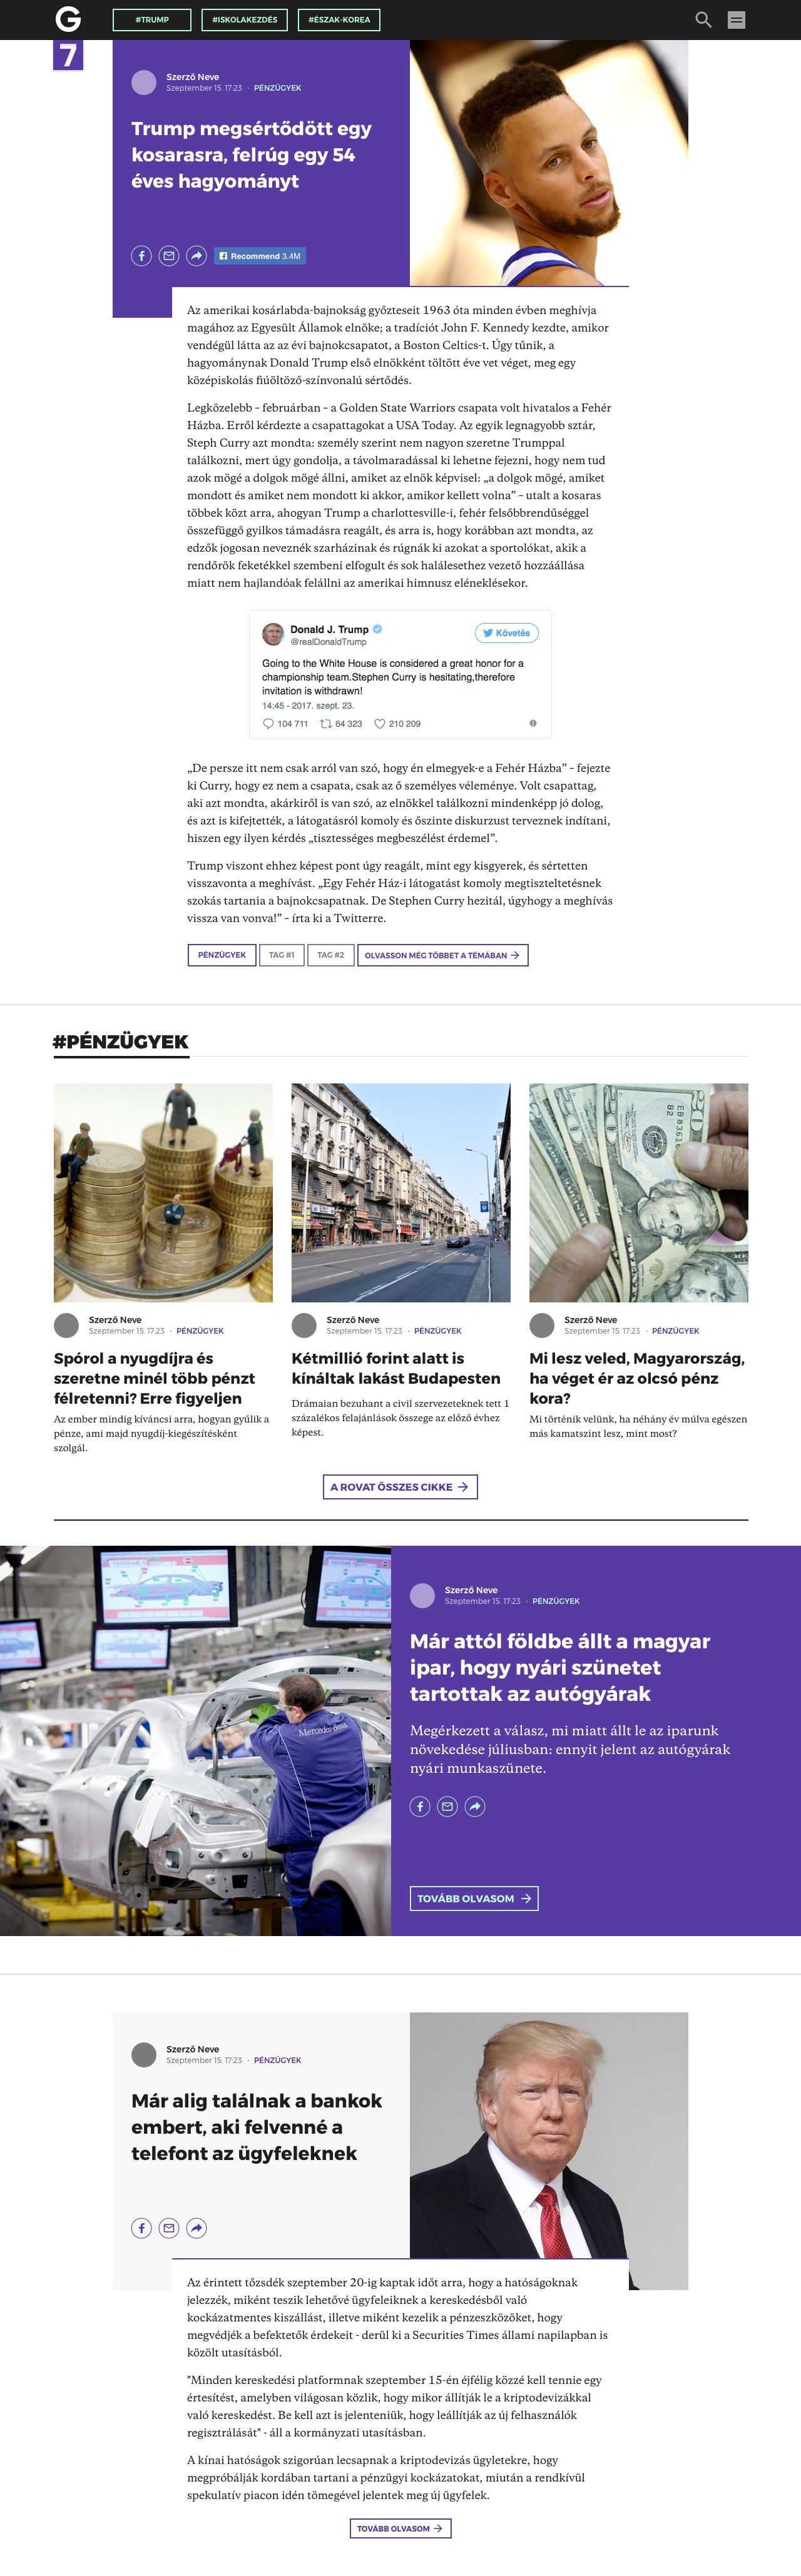 G
#TRUMP
#ISKOLAKEZDÉS
#ÉSZAK-KOREA
7
Szerző Neve
Szeptember 15. 17:23 · PÉNZÜGYEK
Trump megsértődött egy
kosarasra, felrúg egy 54
éves hagyományt
Recommend 3.4M
Az amerikai kosárlabda-bajnokság győzteseit 1963 óta minden évben meghívja
magához az Egyesült Államok elnöke; a tradíciót John F. Kennedy kezdte, amikor
vendégül látta az az évi bajnokcsapatot, a Boston Celtics-t. Úgy tűnik, a
hagyománynak Donald Trump első elnökként töltött éve vet véget, meg egy
középiskolás fiúöltöző-színvonalú sértődés.
Legközelebb – februárban – a Golden State Warriors csapata volt hivatalos a Fehér
Házba. Erről kérdezte a csapattagokat a USA Today. Az egyik legnagyobb sztár,
Steph Curry azt mondta: személy szerint nem nagyon szeretne Trumppal
találkozni, mert úgy gondolja, a távolmaradással ki lehetne fejezni, hogy nem tud
azok mögé a dolgok mögé állni, amiket az elnök képvisel: „a dolgok mögé, amiket
mondott és amiket nem mondott ki akkor, amikor kellett volna” – utalt a kosaras
többek közt arra, ahogyan Trump a charlottesville-i, fehér felsőbbrendűséggel
összefüggő gyilkos támadásra reagált, és arra is, hogy korábban azt mondta, az
edzők jogosan neveznék szarházinak és rúgnák ki azokat a sportolókat, akik a
rendőrök feketékkel szembeni elfogult és sok halálesethez vezető hozzáállása
miatt nem hajlandóak felállni az amerikai himnusz eléneklésekor.
Donald J. Trump
@realDonaldTrump
Követés
Going to the White House is considered a great honor for a
championship team.Stephen Curry is hesitating,therefore
invitation is withdrawn!
14:45 - 2017. szept. 23.
104 711 64 323 210 209
„De persze itt nem csak arról van szó, hogy én elmegyek-e a Fehér Házba” – fejezte
ki Curry, hogy ez nem a csapata, csak az ő személyes véleménye. Volt csapattag,
aki azt mondta, akárkiről is van szó, az elnökkel találkozni mindenképp jó dolog,
és azt is kifejtették, a látogatásról komoly és őszinte diskurzust terveznek indítani,
hiszen egy ilyen kérdés „tisztességes megbeszélést érdemel”.
Trump viszont ehhez képest pont úgy reagált, mint egy kisgyerek, és sértetten
visszavonta a meghívást. „Egy Fehér Ház-i látogatást komoly megtiszteltetésnek
szokás tartania a bajnokcsapatnak. De Stephen Curry hezitál, úgyhogy a meghívás
vissza van vonva!” – írta ki a Twitterre.
PÉNZÜGYEK
TAG #1
TAG #2
OLVASSON MÉG TÖBBET A TÉMÁBAN
#PÉNZÜGYEK
Szerző Neve
Szeptember 15. 17:23 · PÉNZÜGYEK
Spórol a nyugdíjra és
szeretne minél több pénzt
félretenni? Erre figyeljen
Az ember mindig kíváncsi arra, hogyan gyűlik a
pénze, ami majd nyugdíj-kiegészítésként
szolgál.
Szerző Neve
Szeptember 15. 17:23 · PÉNZÜGYEK
Kétmillió forint alatt is
kínáltak lakást Budapesten
Drámaian bezuhant a civil szervezeteknek tett 1
százalékos felajánlások összege az előző évhez
képest.
Szerző Neve
Szeptember 15. 17:23 · PÉNZÜGYEK
Mi lesz veled, Magyarország,
ha véget ér az olcsó pénz
kora?
Mi történik velünk, ha néhány év múlva egészen
más kamatszint lesz, mint most?
A ROVAT ÖSSZES CIKKE
Mercedes-Benz
Szerző Neve
Szeptember 15. 17:23 · PÉNZÜGYEK
Már attól földbe állt a magyar
ipar, hogy nyári szünetet
tartottak az autógyárak
Megérkezett a válasz, mi miatt állt le az iparunk
növekedése júliusban: ennyit jelent az autógyárak
nyári munkaszünete.
TOVÁBB OLVASOM
Szerző Neve
Szeptember 15. 17:23 · PÉNZÜGYEK
Már alig találnak a bankok
embert, aki felvenné a
telefont az ügyfeleknek
Az érintett tőzsdék szeptember 20-ig kaptak időt arra, hogy a hatóságoknak
jelezzék, miként teszik lehetővé ügyfeleiknek a kereskedésből való
kockázatmentes kiszállást, illetve miként kezelik a pénzeszközöket, hogy
megvédjék a befektetők érdekeit - derül ki a Securities Times állami napilapban is
közölt utasításból.
"Minden kereskedési platformnak szeptember 15-én éjfélig közzé kell tennie egy
értesítést, amelyben világosan közlik, hogy mikor állítják le a kriptodevizákkal
való kereskedést. Be kell azt is jelenteniük, hogy leállítják az új felhasználók
regisztrálását" - áll a kormányzati utasításban.
A kínai hatóságok szigorúan lecsapnak a kriptodevizás ügyletekre, hogy
megpróbálják kordában tartani a pénzügyi kockázatokat, miután a rendkívül
spekulatív piacon idén tömegével jelentek meg új ügyfelek.
TOVÁBB OLVASOM